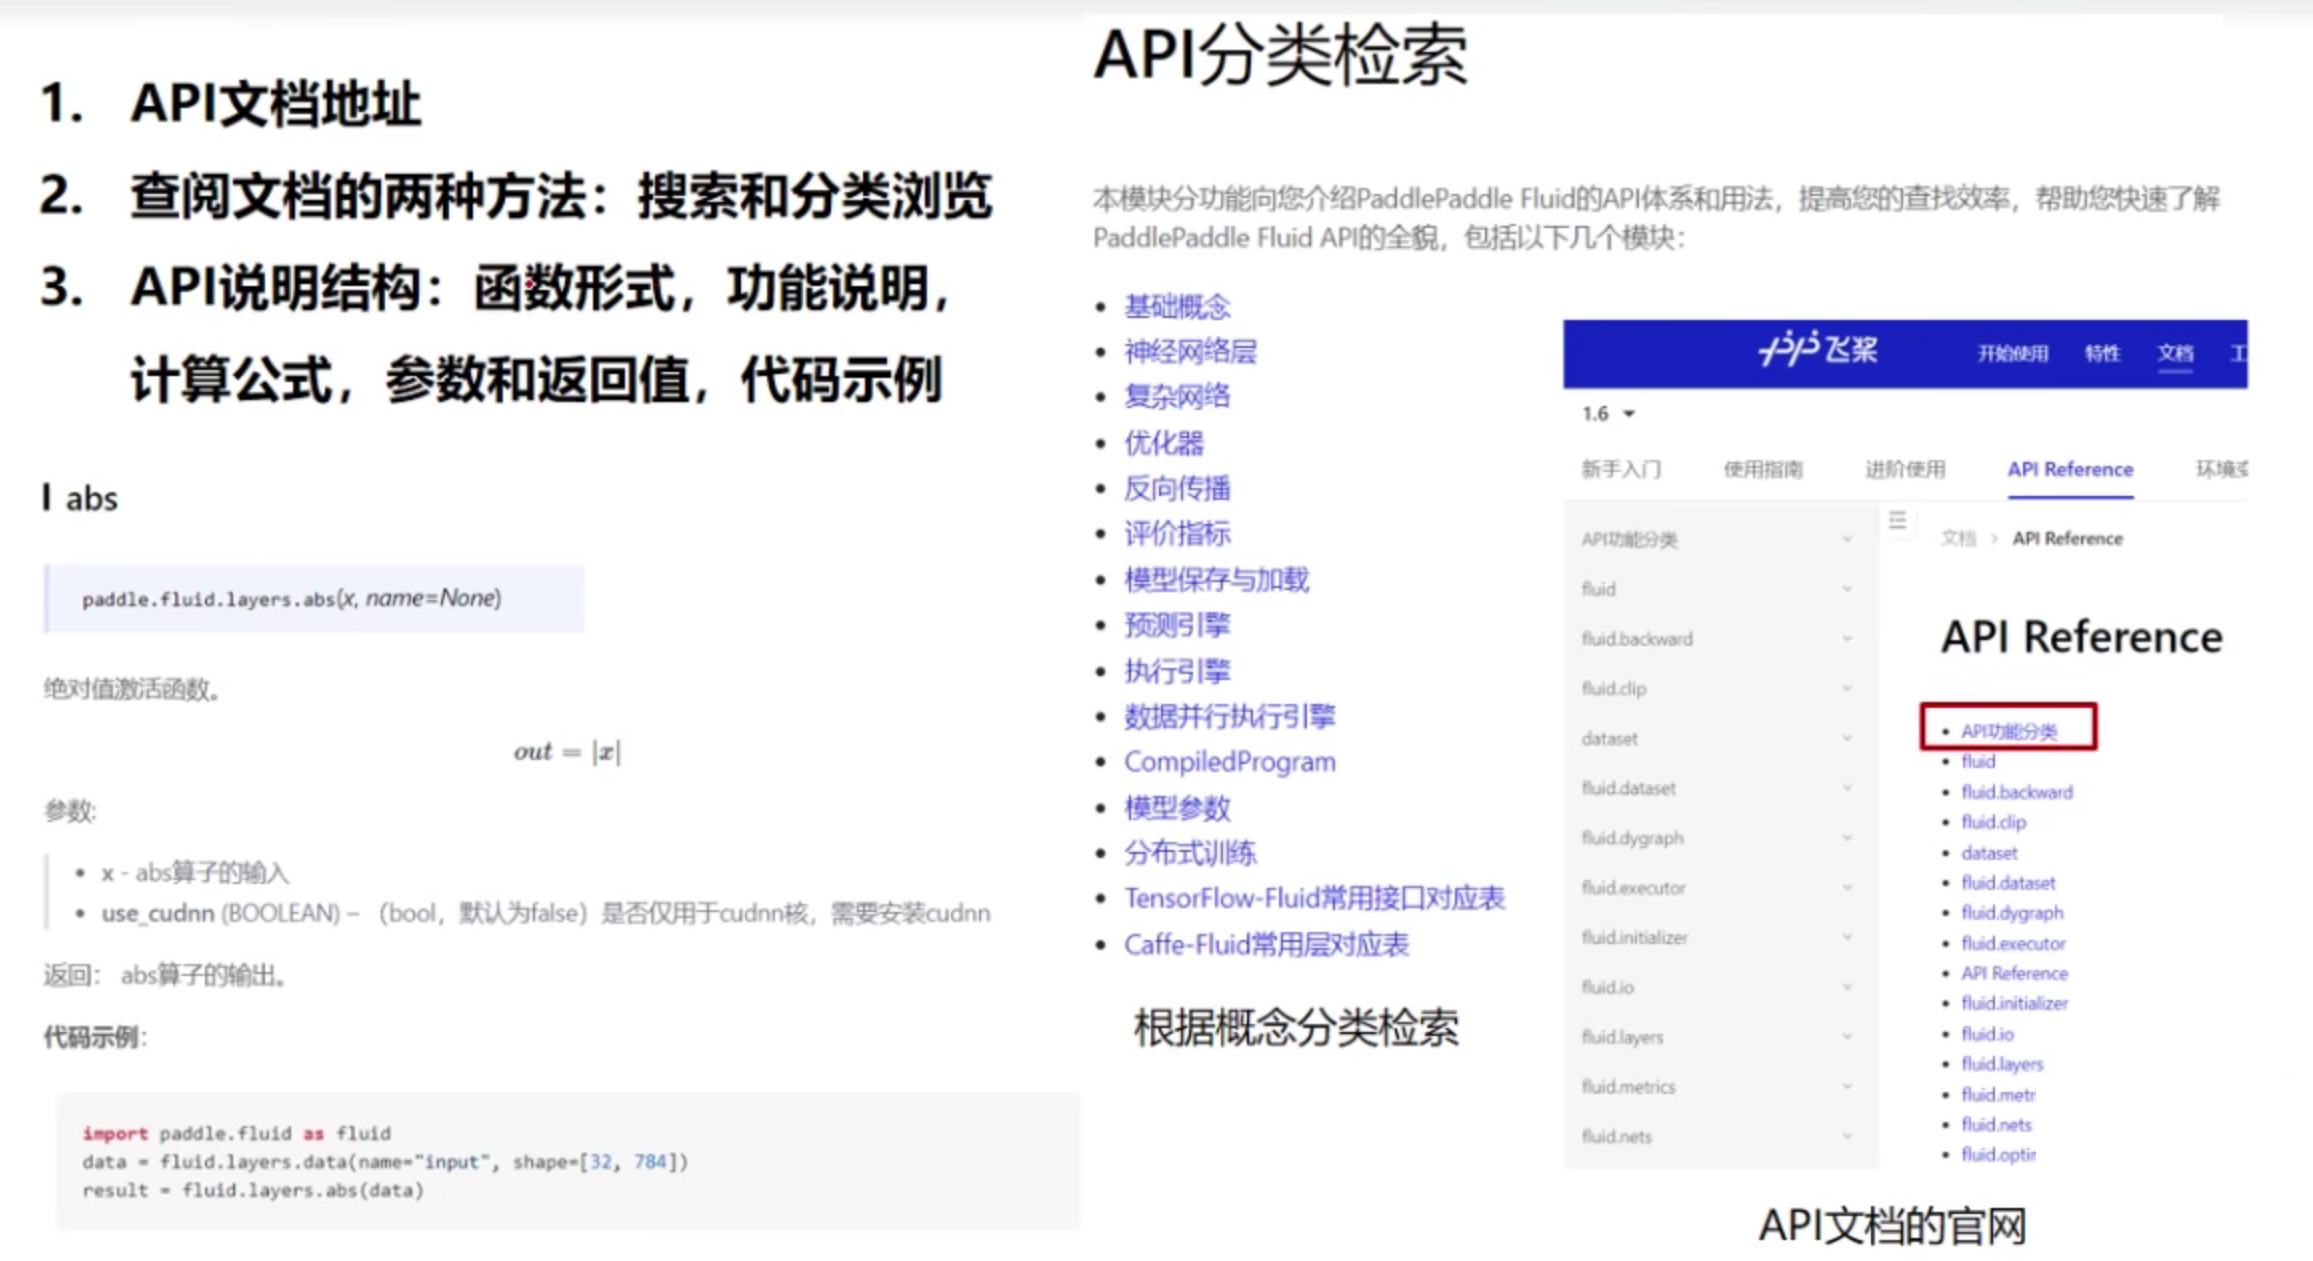 1. API文档地址
2. 查阅文档的两种方法：搜索和分类浏览
3. API说明结构：函数形式，功能说明，
计算公式，参数和返回值，代码示例
abs
paddle.fluid.layers.abs(x, name=None)
绝对值激活函数。
out = |x|
参数:
• x - abs算子的输入
• use_cudnn (BOOLEAN) – （bool，默认为false）是否仅用于cudnn核，需要安装cudnn
返回： abs算子的输出。
代码示例:
import paddle.fluid as fluid
data = fluid.layers.data(name="input", shape=[32, 784])
result = fluid.layers.abs(data)
API分类检索
本模块分功能向您介绍PaddlePaddle Fluid的API体系和用法，提高您的查找效率，帮助您快速了解
PaddlePaddle Fluid API的全貌，包括以下几个模块：
• 基础概念
• 神经网络层
• 复杂网络
• 优化器
• 反向传播
• 评价指标
• 模型保存与加载
• 预测引擎
• 执行引擎
• 数据并行执行引擎
• CompiledProgram
• 模型参数
• 分布式训练
• TensorFlow-Fluid常用接口对应表
• Caffe-Fluid常用层对应表
根据概念分类检索
飞桨 开始使用 特性 文档 工
1.6
新手入门 使用指南 进阶使用 API Reference 环境变
API功能分类
fluid
fluid.backward
fluid.clip
dataset
fluid.dataset
fluid.dygraph
fluid.executor
fluid.initializer
fluid.io
fluid.layers
fluid.metrics
fluid.nets
文档 > API Reference
API Reference
• API功能分类
• fluid
• fluid.backward
• fluid.clip
• dataset
• fluid.dataset
• fluid.dygraph
• fluid.executor
• API Reference
• fluid.initializer
• fluid.io
• fluid.layers
• fluid.metr
• fluid.nets
• fluid.optim
API文档的官网